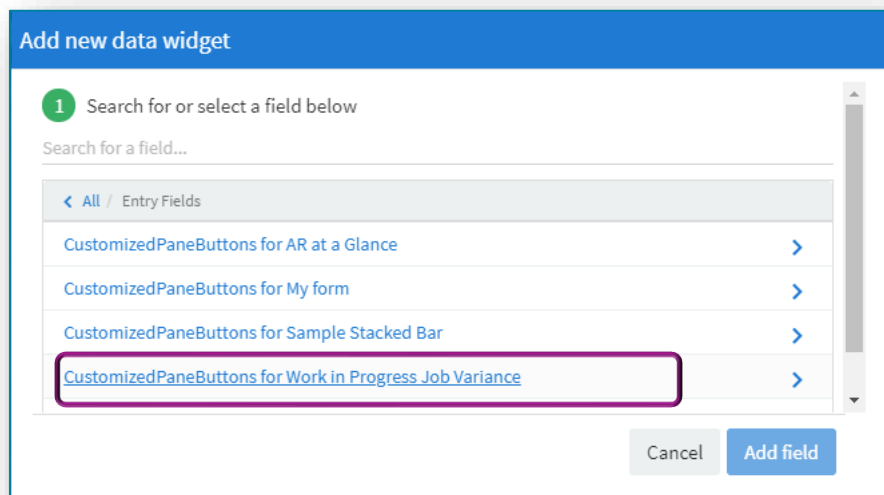 Add new data widget
1 Search for or select a field below
Search for a field...
All / Entry Fields
CustomizedPaneButtons for AR at a Glance
CustomizedPaneButtons for My form
CustomizedPaneButtons for Sample Stacked Bar
CustomizedPaneButtons for Work in Progress Job Variance
Cancel Add field